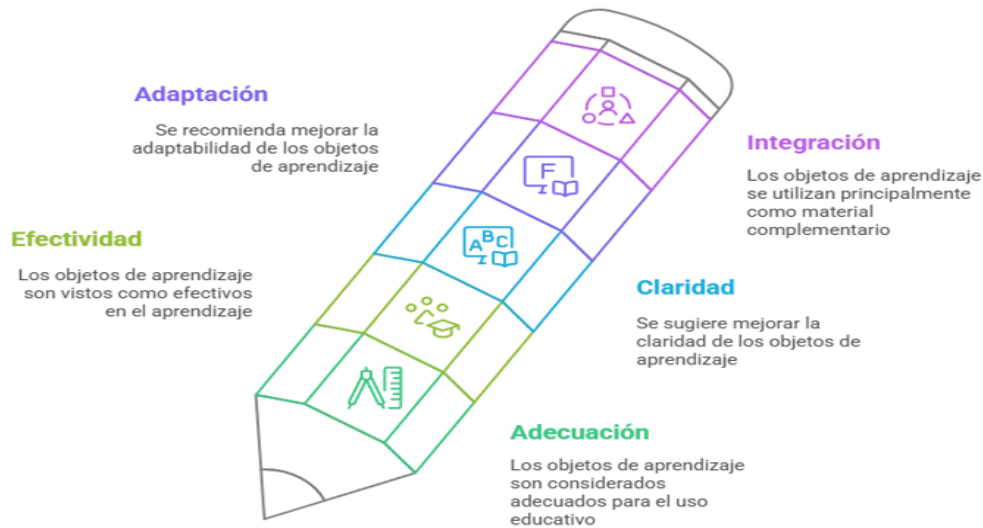 Adaptación
Se recomienda mejorar la
adaptabilidad de los objetos
de aprendizaje
Integración
Los objetos de aprendizaje
se utilizan principalmente
como material
complementario
Efectividad
Los objetos de aprendizaje
son vistos como efectivos
en el aprendizaje
Claridad
Se sugiere mejorar la
claridad de los objetos de
aprendizaje
Adecuación
Los objetos de aprendizaje
son considerados
adecuados para el uso
educativo
F
ABC